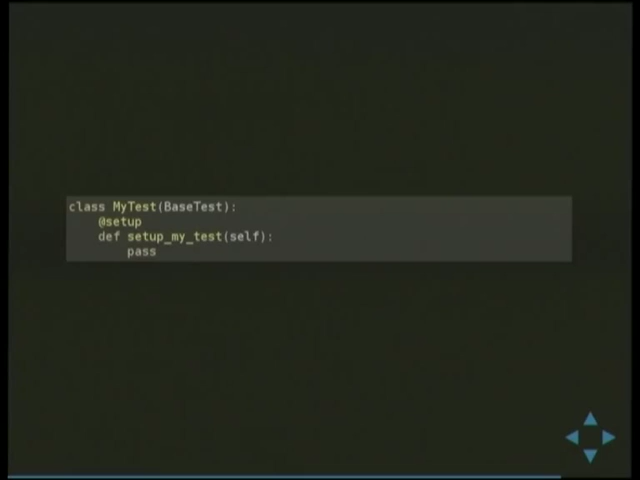 class MyTest(BaseTest):
    @setup
    def setup_my_test(self):
        pass